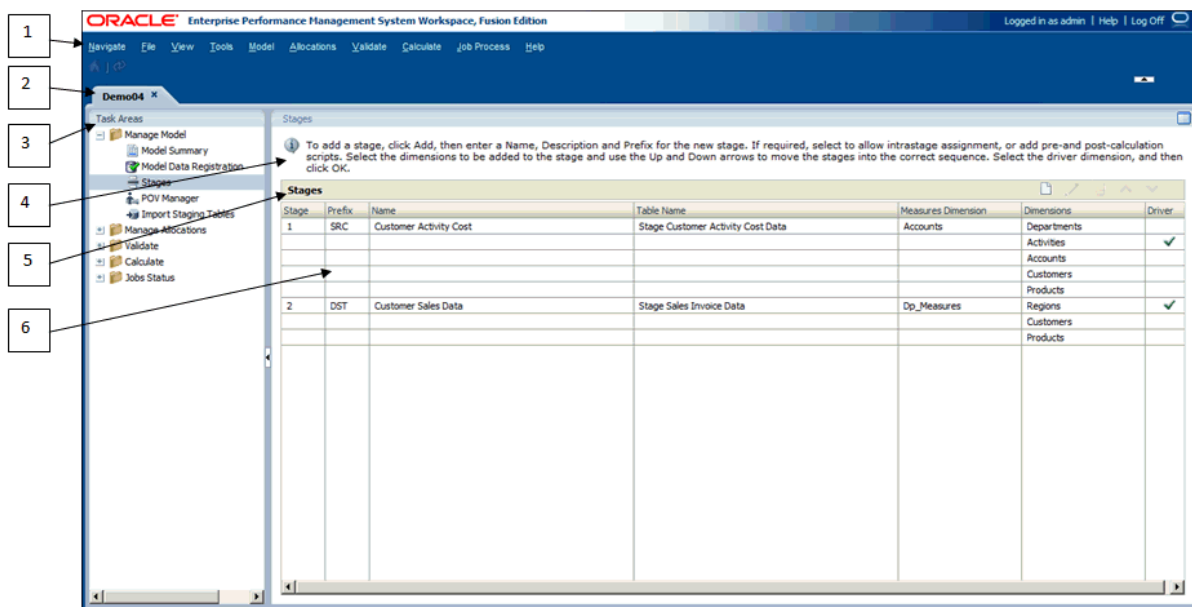 1
2
3
4
5
6
ORACLE' Enterprise Performance Management System Workspace, Fusion Edition
Logged in as admin | Help | Log Off
Navigate File View Tools Model Allocations Validate Calculate Job Process Help
Demo04 ×
Task Areas
Manage Model
Model Summary
Model Data Registration
Stages
POV Manager
Import Staging Tables
Manage Allocations
Validate
Calculate
Jobs Status
Stages
To add a stage, click Add, then enter a Name, Description and Prefix for the new stage. If required, select to allow intrastage assignment, or add pre-and post-calculation
scripts. Select the dimensions to be added to the stage and use the Up and Down arrows to move the stages into the correct sequence. Select the driver dimension, and then
click OK.
Stages
Stage Prefix Name Table Name Measures Dimension Dimensions Driver
1 SRC Customer Activity Cost Stage Customer Activity Cost Data Accounts Departments
Activities ✓
Accounts
Customers
Products
2 DST Customer Sales Data Stage Sales Invoice Data Dp_Measures Regions ✓
Customers
Products